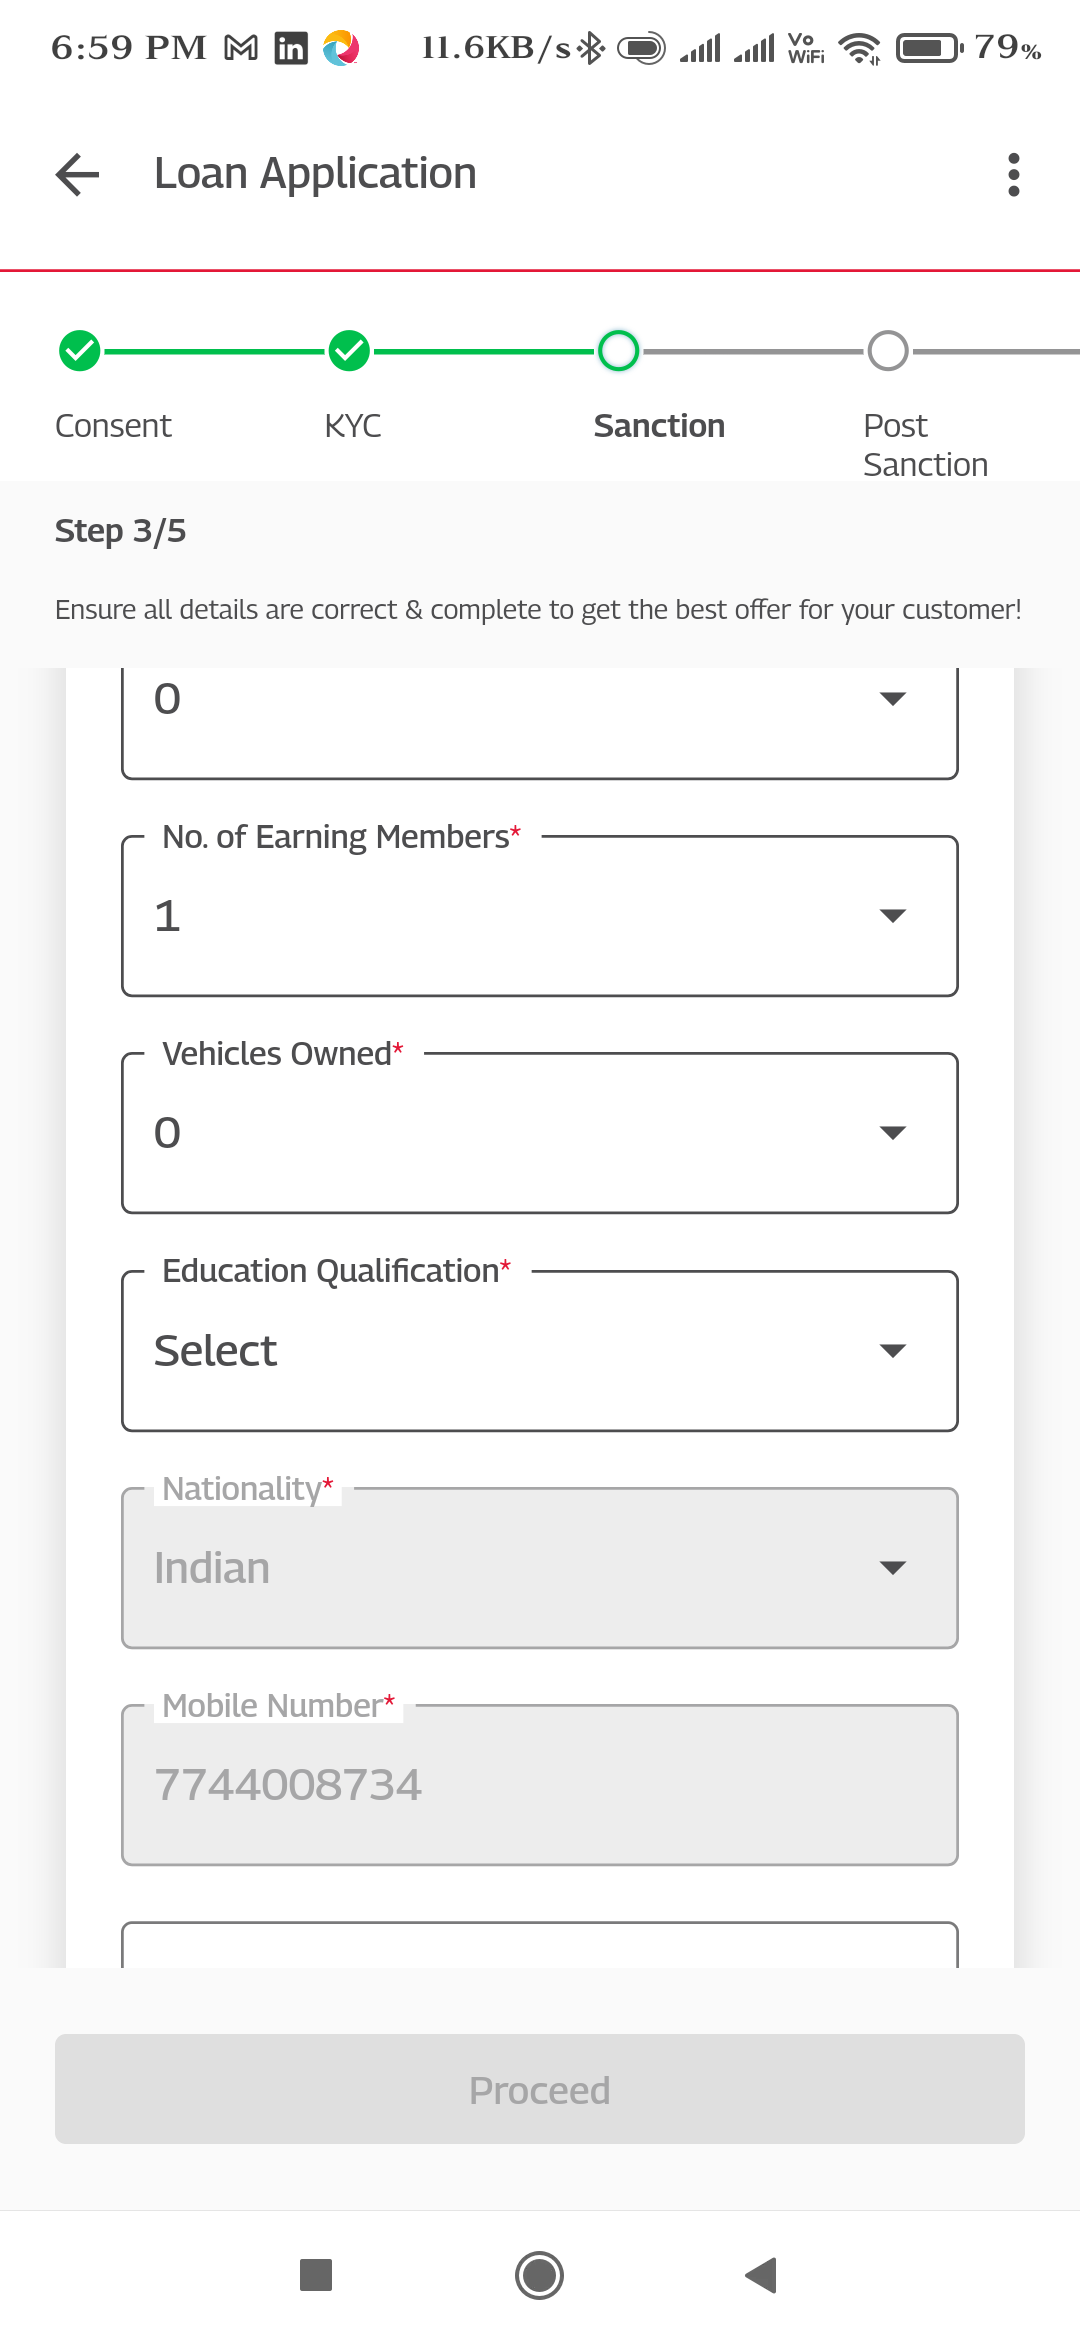 6:59 PM 11.6KB/s Vo WiFi 79%
Loan Application
Consent KYC Sanction Post Sanction
Step 3/5
Ensure all details are correct & complete to get the best offer for your customer!
0
No. of Earning Members*
1
Vehicles Owned*
0
Education Qualification*
Select
Nationality*
Indian
Mobile Number*
7744008734
Proceed